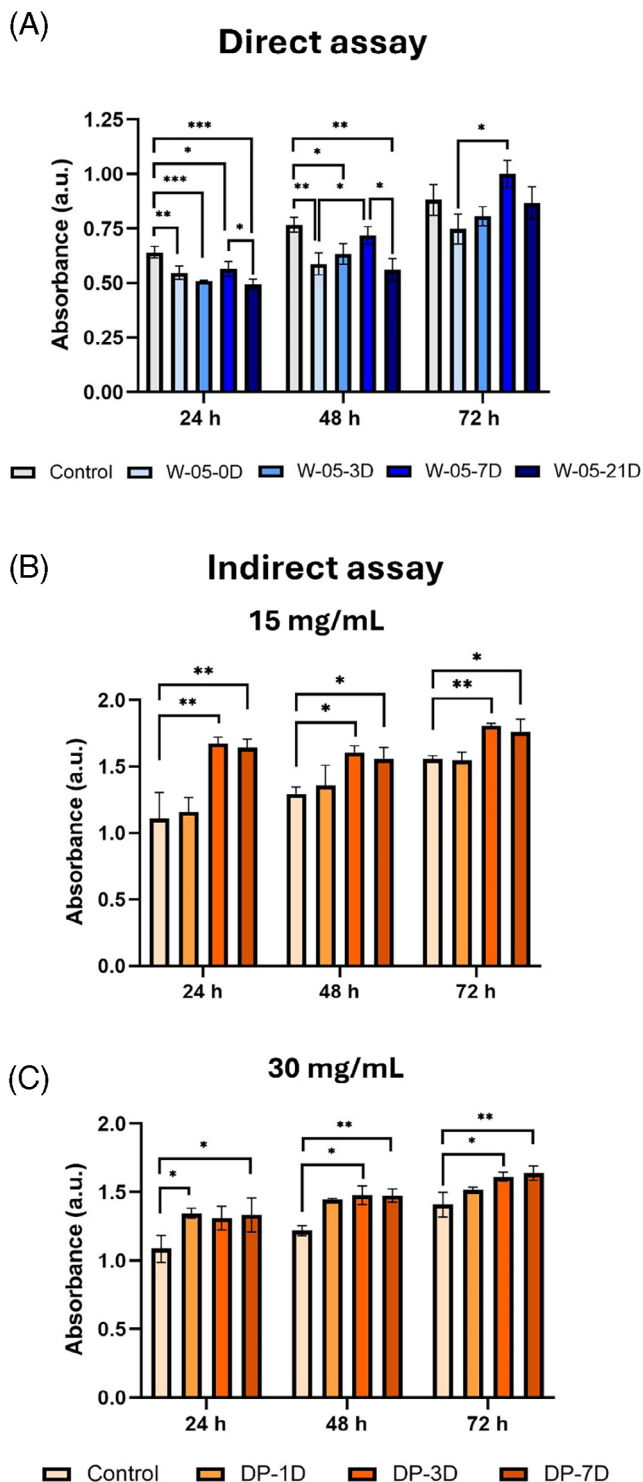 (A)
Direct assay
Absorbance (a.u.)
1.25
1.00
0.75
0.50
0.25
0.00
***
*
***
**
*
**
*
**
*
*
*
24 h 48 h 72 h
Control W-05-0D W-05-3D W-05-7D W-05-21D
(B)
Indirect assay
15 mg/mL
Absorbance (a.u.)
2.0
1.5
1.0
0.5
0.0
**
**
*
*
*
**
24 h 48 h 72 h
(C)
30 mg/mL
Absorbance (a.u.)
2.0
1.5
1.0
0.5
0.0
*
*
**
*
**
*
24 h 48 h 72 h
Control DP-1D DP-3D DP-7D